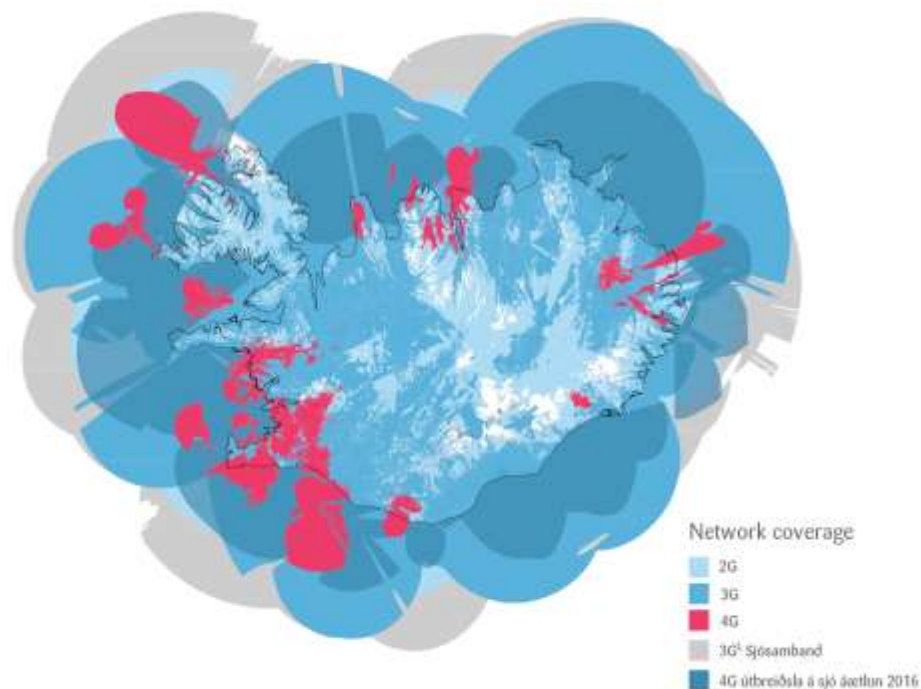 Network coverage
2G
3G
4G
3G⁺ Sjósamband
4G útbreiðsla á sjó áætlun 2016